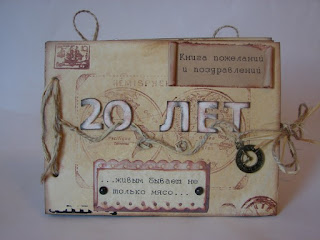 Книга пожеланий
и поздравлений
20 ЛЕТ
...живым бывает не
только мясо...